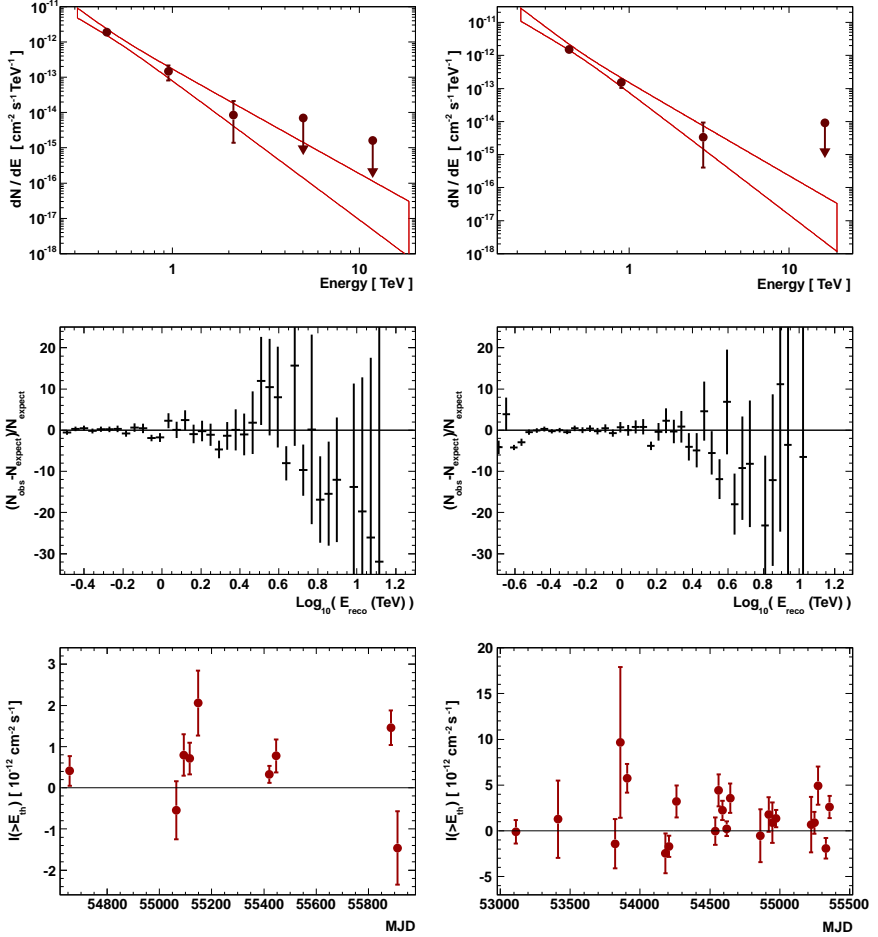 10⁻¹¹
10⁻¹²
10⁻¹³
10⁻¹⁴
10⁻¹⁵
10⁻¹⁶
10⁻¹⁷
10⁻¹⁸
dN / dE [ cm⁻² s⁻¹ TeV⁻¹ ]
1 10
Energy [ TeV ]
10⁻¹¹
10⁻¹²
10⁻¹³
10⁻¹⁴
10⁻¹⁵
10⁻¹⁶
10⁻¹⁷
10⁻¹⁸
dN / dE [ cm⁻² s⁻¹ TeV⁻¹ ]
1 10
Energy [ TeV ]
20
10
0
-10
-20
-30
(N_obs -N_expect)/N_expect
-0.4 -0.2 0 0.2 0.4 0.6 0.8 1 1.2
Log₁₀( E_reco (TeV) )
20
10
0
-10
-20
-30
(N_obs -N_expect)/N_expect
-0.6 -0.4 -0.2 0 0.2 0.4 0.6 0.8 1 1.2
Log₁₀( E_reco (TeV) )
3
2
1
0
-1
-2
I(>E_th) [ 10⁻¹² cm⁻² s⁻¹ ]
54800 55000 55200 55400 55600 55800
MJD
20
15
10
5
0
-5
I(>E_th) [ 10⁻¹² cm⁻² s⁻¹ ]
53000 53500 54000 54500 55000 55500
MJD